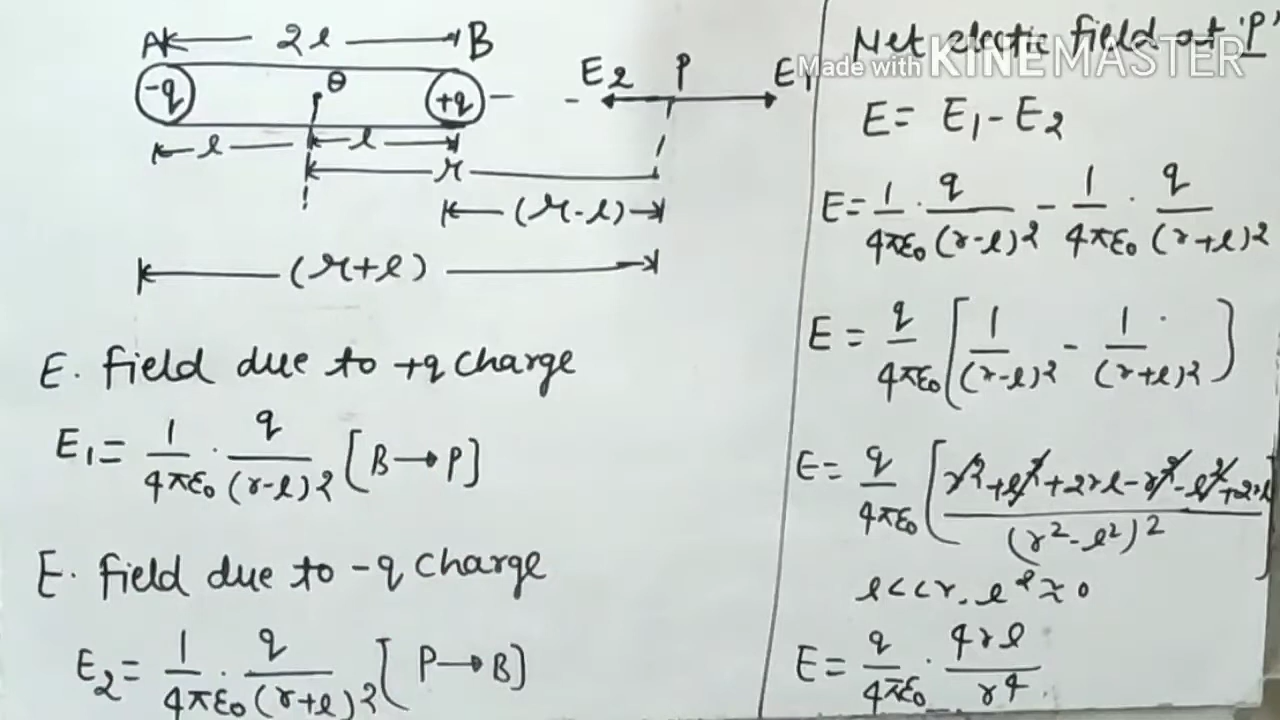 A 2l B
-q θ +q E2 P E1
l l
r
(r-l)
(r+l)
E. field due to +q charge
E1= 1/4πε0 · q/(r-l)2 [B→P]
E. field due to -q charge
E2= 1/4πε0 · q/(r+l)2 [P→B]
Net electic field at 'P'
Made with KINEMASTER
E= E1-E2
E= 1/4πε0 · q/(r-l)2 - 1/4πε0 · q/(r+l)2
E= q/4πε0 [1/(r-l)2 - 1/(r+l)2]
E= q/4πε0 [r2+l2+2rl-r2-l2+2rl/(r2-l2)2]
l<<r. l2≈0
E= q/4πε0 · 4rl/r4